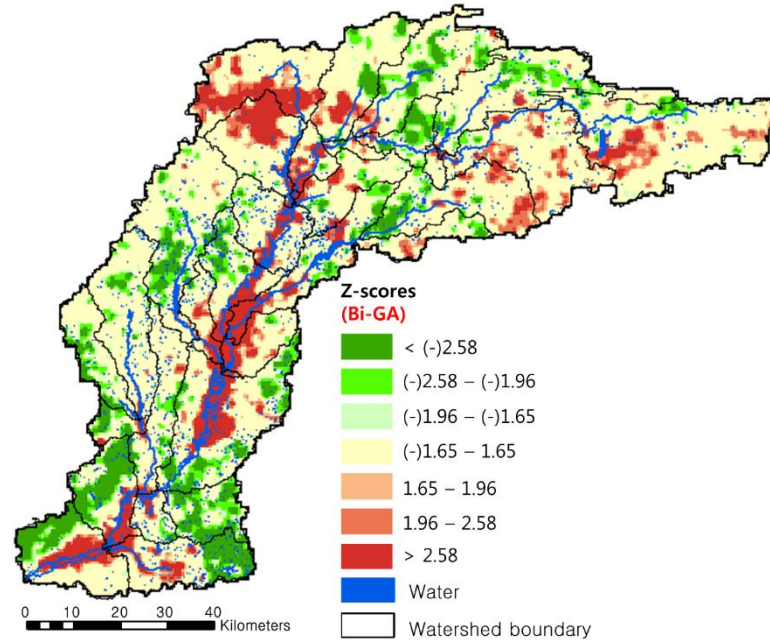 Z-scores
(Bi-GA)
< (-)2.58
(-)2.58 – (-)1.96
(-)1.96 – (-)1.65
(-)1.65 – 1.65
1.65 – 1.96
1.96 – 2.58
> 2.58
Water
Watershed boundary
0 10 20 30 40
Kilometers